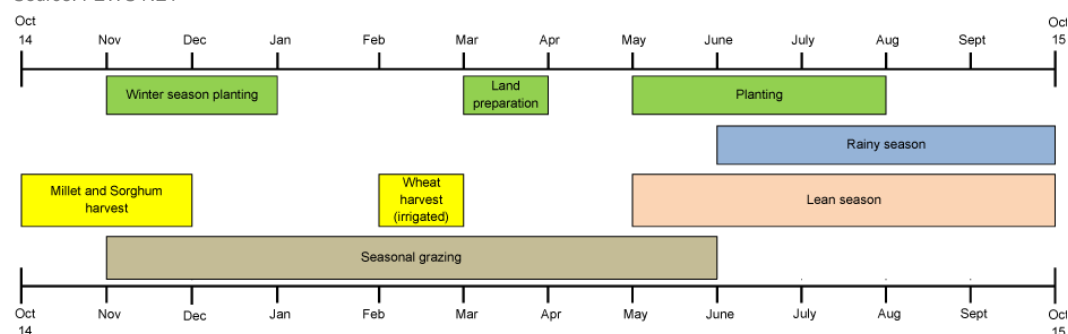 Oct
14 Nov Dec Jan Feb Mar Apr May June July Aug Sept Oct
15
Winter season planting
Land
preparation
Planting
Rainy season
Millet and Sorghum
harvest
Wheat
harvest
(irrigated)
Lean season
Seasonal grazing
Oct
14 Nov Dec Jan Feb Mar Apr May June July Aug Sept Oct
15